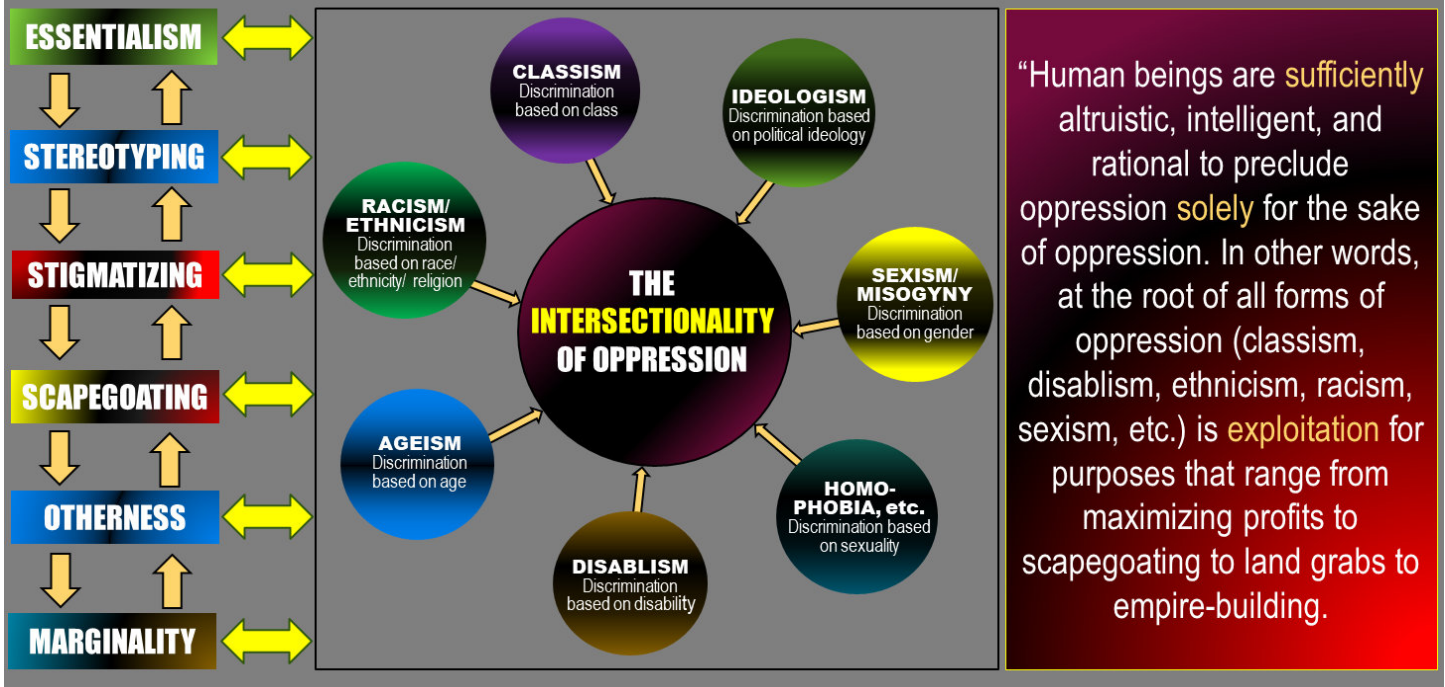 ESSENTIALISM
STEREOTYPING
STIGMATIZING
SCAPEGOATING
OTHERNESS
MARGINALITY
CLASSISM
Discrimination
based on class
IDEOLOGISM
Discrimination based
on political ideology
RACISM/
ETHNICISM
Discrimination
based on race/
ethnicity/ religion
SEXISM/
MISOGYNY
Discrimination
based on gender
THE
INTERSECTIONALITY
OF OPPRESSION
AGEISM
Discrimination
based on age
HOMO-
PHOBIA, etc.
Discrimination based
on sexuality
DISABLISM
Discrimination
based on disability
“Human beings are sufficiently
altruistic, intelligent, and
rational to preclude
oppression solely for the sake
of oppression. In other words,
at the root of all forms of
oppression (classism,
disablism, ethnicism, racism,
sexism, etc.) is exploitation for
purposes that range from
maximizing profits to
scapegoating to land grabs to
empire-building.